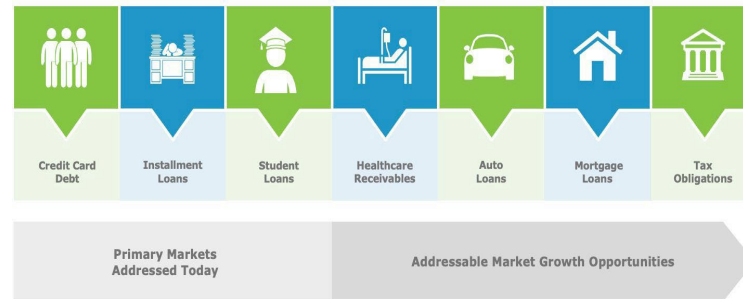 Credit Card
Debt
Installment
Loans
Student
Loans
Healthcare
Receivables
Auto
Loans
Mortgage
Loans
Tax
Obligations
Primary Markets
Addressed Today
Addressable Market Growth Opportunities